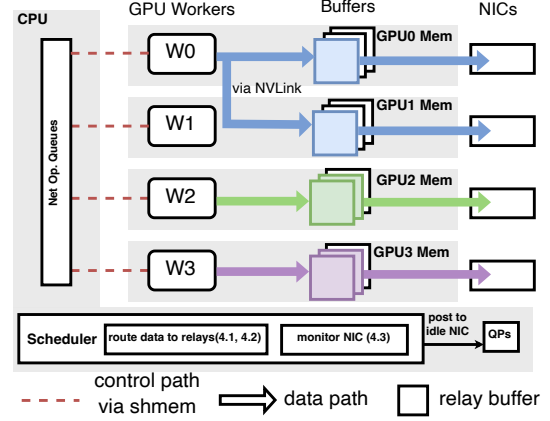 CPU
GPU Workers
Buffers
NICs
Net Op. Queues
W0
GPU0 Mem
via NVLink
W1
GPU1 Mem
W2
GPU2 Mem
W3
GPU3 Mem
Scheduler
route data to relays(4.1, 4.2)
monitor NIC (4.3)
post to
idle NIC
QPs
control path
via shmem
data path
relay buffer